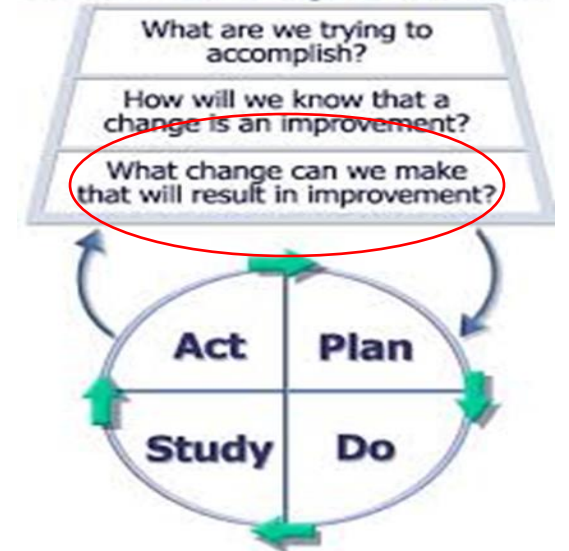 What are we trying to
accomplish?
How will we know that a
change is an improvement?
What change can we make
that will result in improvement?
Act Plan
Study Do